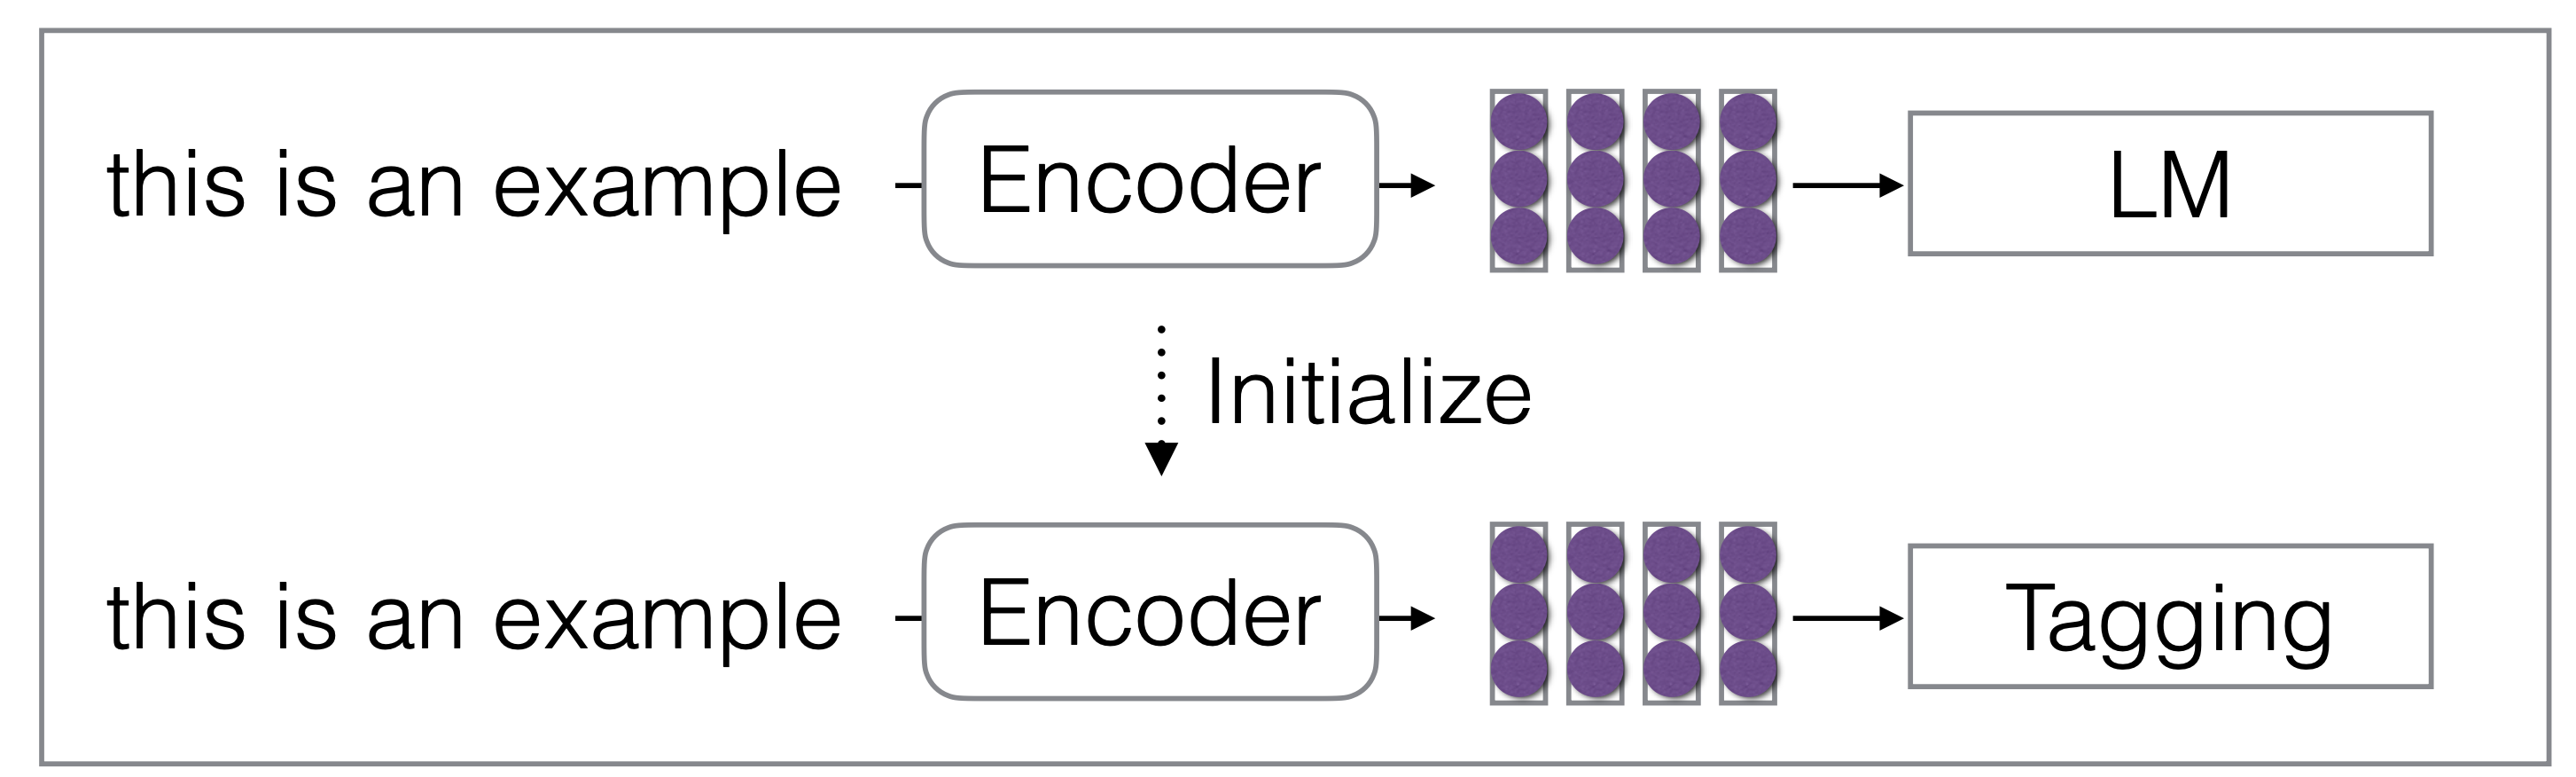 this is an example Encoder LM
Initialize
this is an example Encoder Tagging